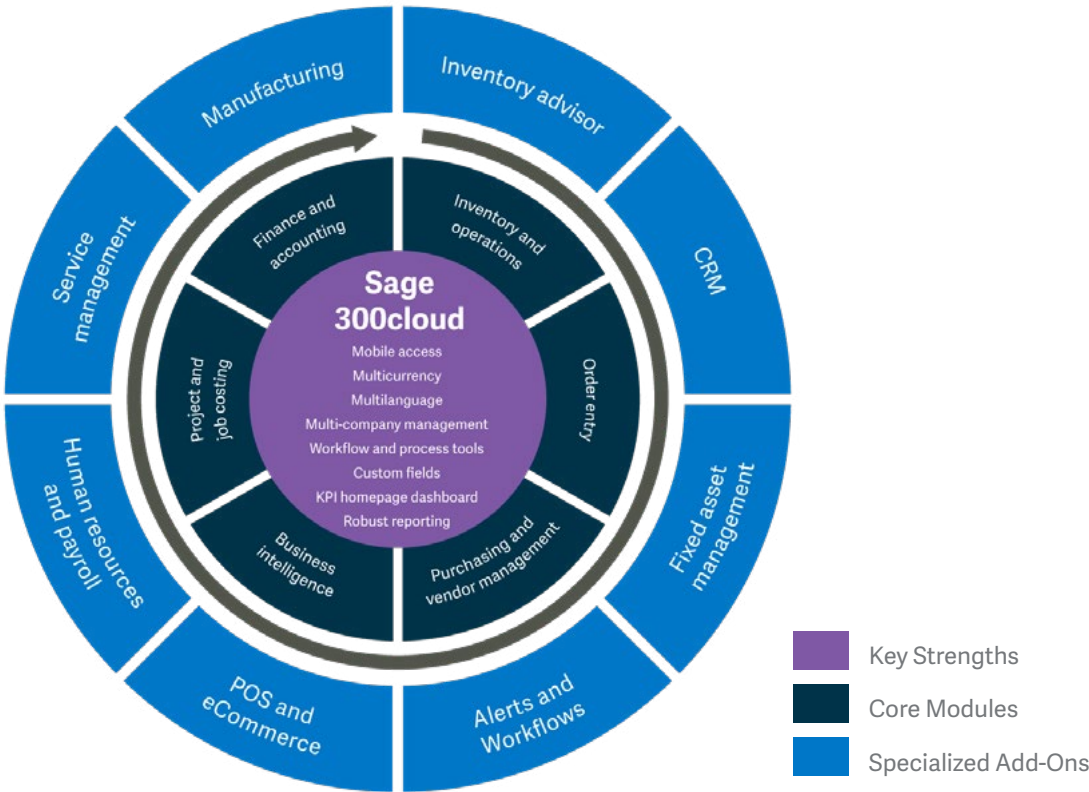 Manufacturing
Inventory advisor
CRM
Fixed asset
management
Alerts and
Workflows
POS and
eCommerce
Human resources
and payroll
Service
management
Finance and
accounting
Inventory and
operations
Order entry
Purchasing and
vendor management
Business
intelligence
Project and
job costing
Sage
300cloud
Mobile access
Multicurrency
Multilanguage
Multi-company management
Workflow and process tools
Custom fields
KPI homepage dashboard
Robust reporting
Key Strengths
Core Modules
Specialized Add-Ons